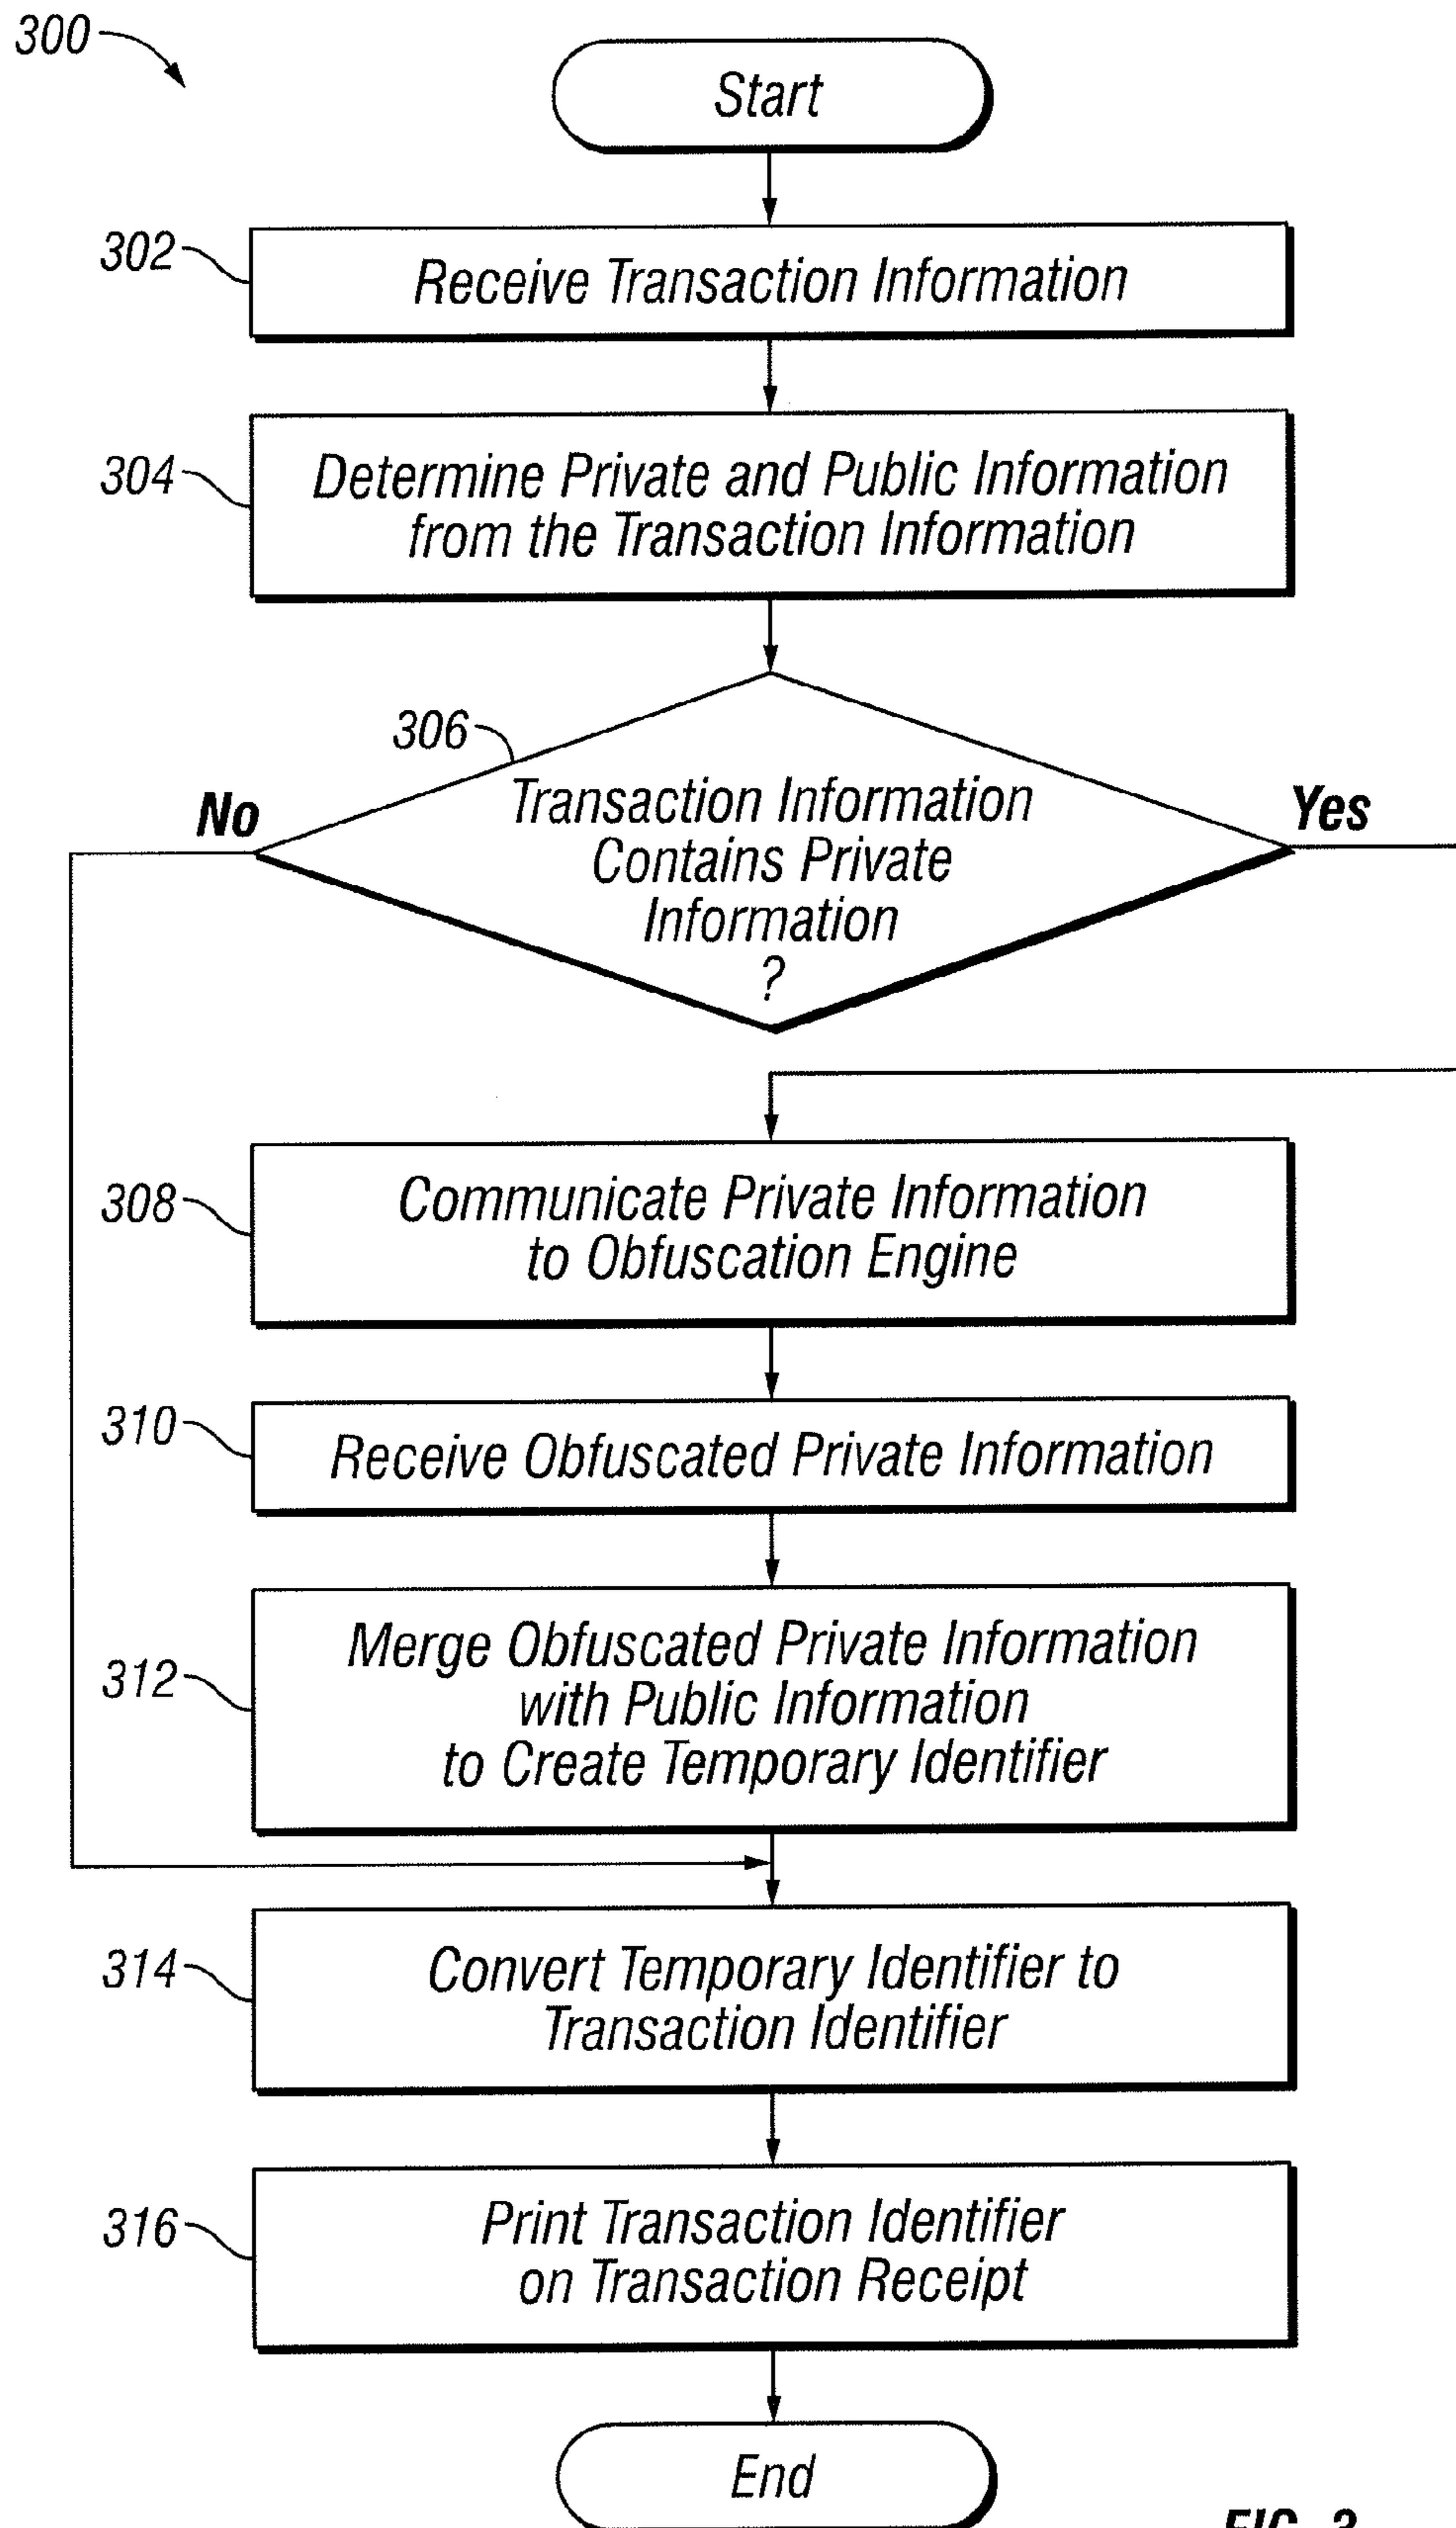 300
Start
302
Receive Transaction Information
304
Determine Private and Public Information
from the Transaction Information
306
No
Yes
Transaction Information
Contains Private
Information
?
308
Communicate Private Information
to Obfuscation Engine
310
Receive Obfuscated Private Information
312
Merge Obfuscated Private Information
with Public Information
to Create Temporary Identifier
314
Convert Temporary Identifier to
Transaction Identifier
316
Print Transaction Identifier
on Transaction Receipt
End